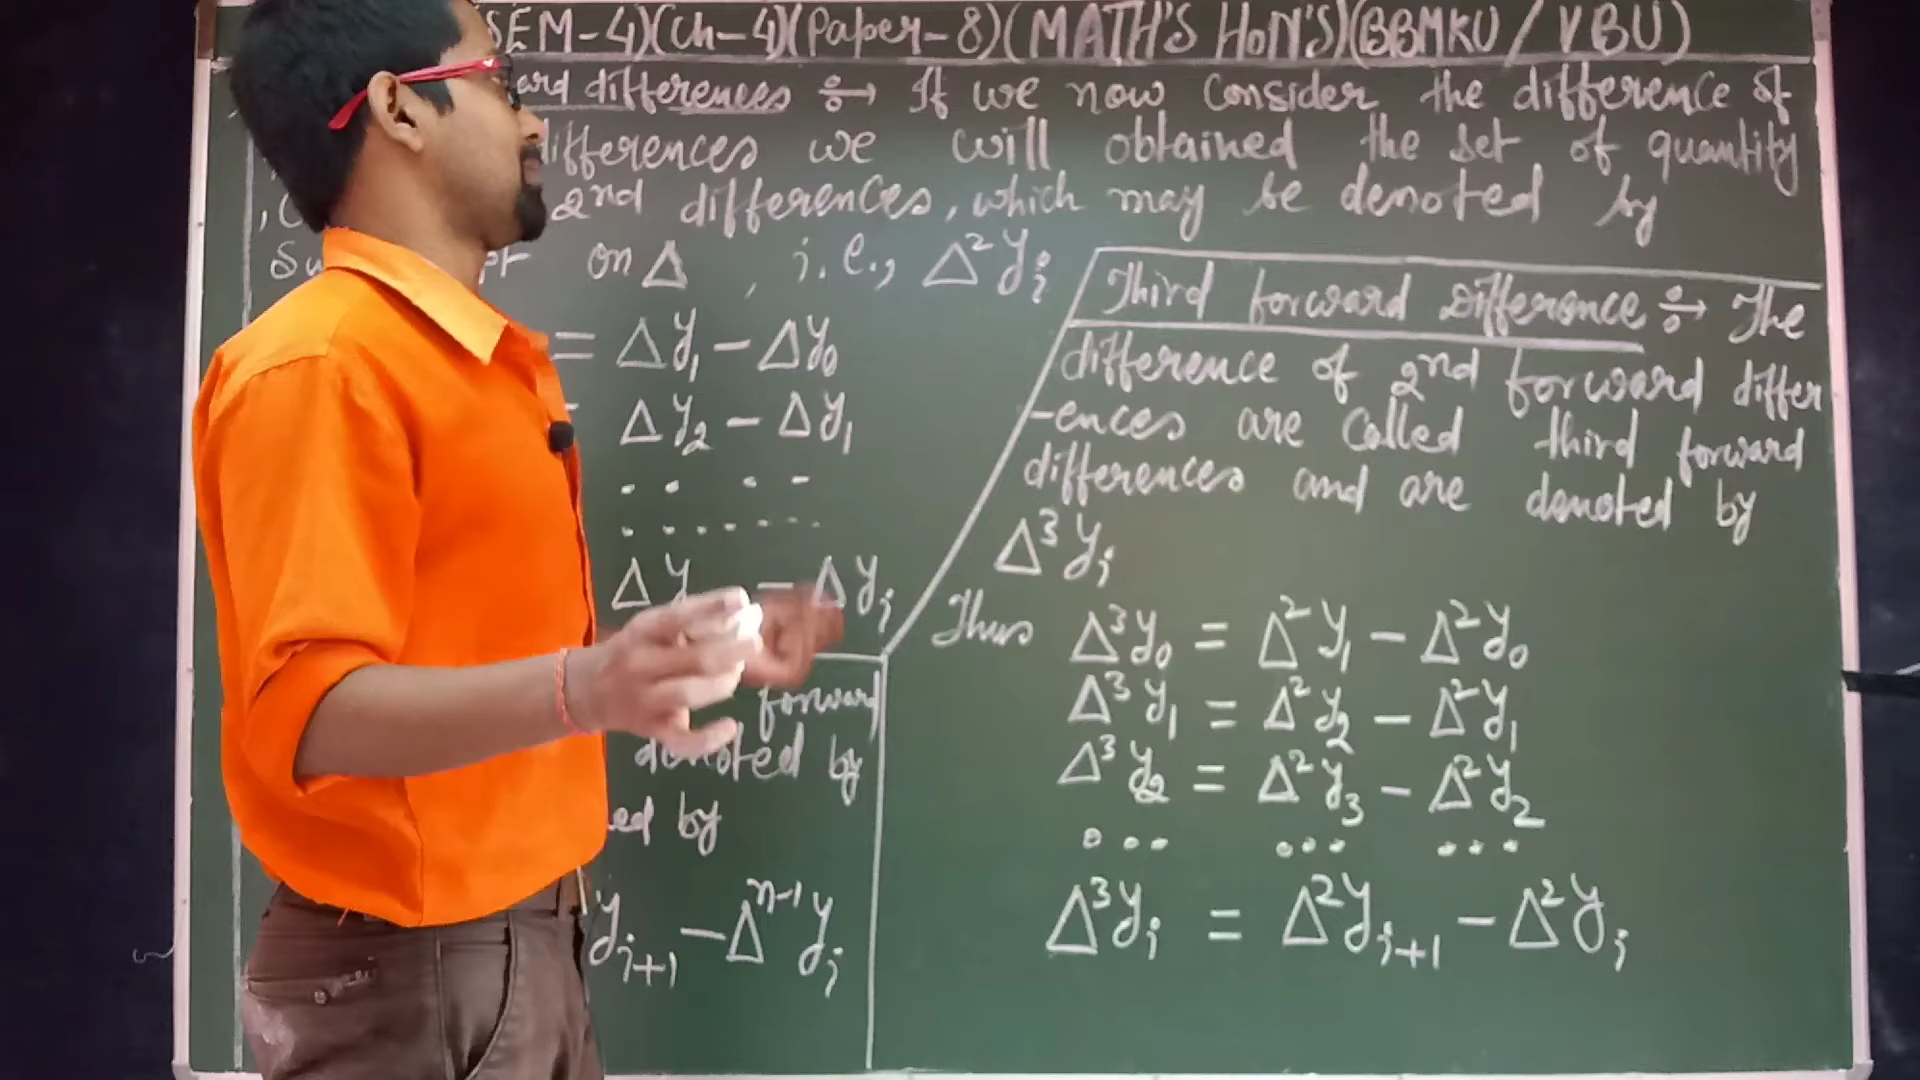 SEM-4)(Ch-4)(Paper-8)(MATH'S HON'S)(BBMKU / VBU)
ard differences :→ If we now consider the difference of
differences we will obtained the set of quantity
2nd differences, which may be denoted by
on Δ , i.e., Δ²yᵢ
= Δy₁ - Δy₀
Δy₂ - Δy₁
. . . .
. . . . . . .
Δy - Δyᵢ
forward
denoted by
ed by
yᵢ₊₁ - Δⁿ⁻¹yᵢ
Third forward Difference :→ The
difference of 2nd forward differ
-ences are called third forward
differences and are denoted by
Δ³yᵢ
Thus Δ³y₀ = Δ²y₁ - Δ²y₀
Δ³y₁ = Δ²y₂ - Δ²y₁
Δ³y₂ = Δ²y₃ - Δ²y₂
... ... ...
Δ³yᵢ = Δ²yᵢ₊₁ - Δ²yᵢ